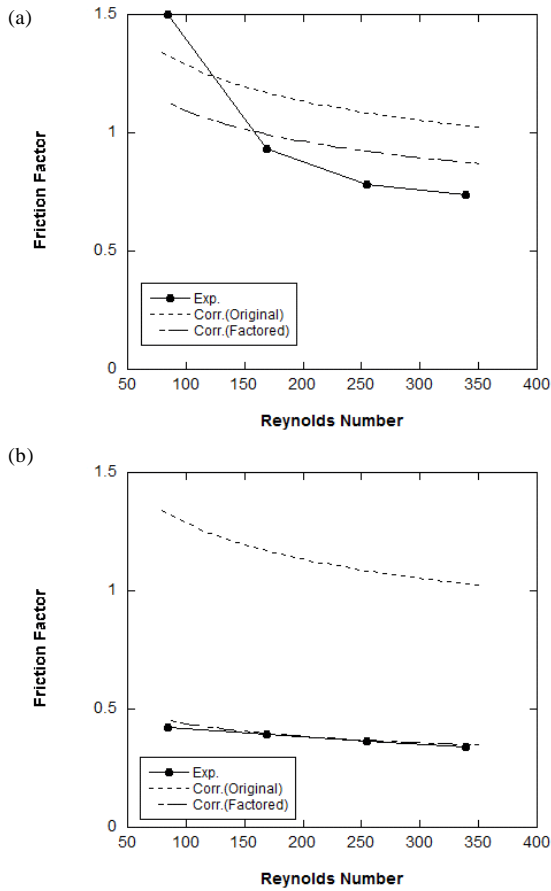 (a)
1.5
1
0.5
0
Friction Factor
Exp.
Corr.(Original)
Corr.(Factored)
50 100 150 200 250 300 350 400
Reynolds Number
(b)
1.5
1
0.5
0
Friction Factor
Exp.
Corr.(Original)
Corr.(Factored)
50 100 150 200 250 300 350 400
Reynolds Number